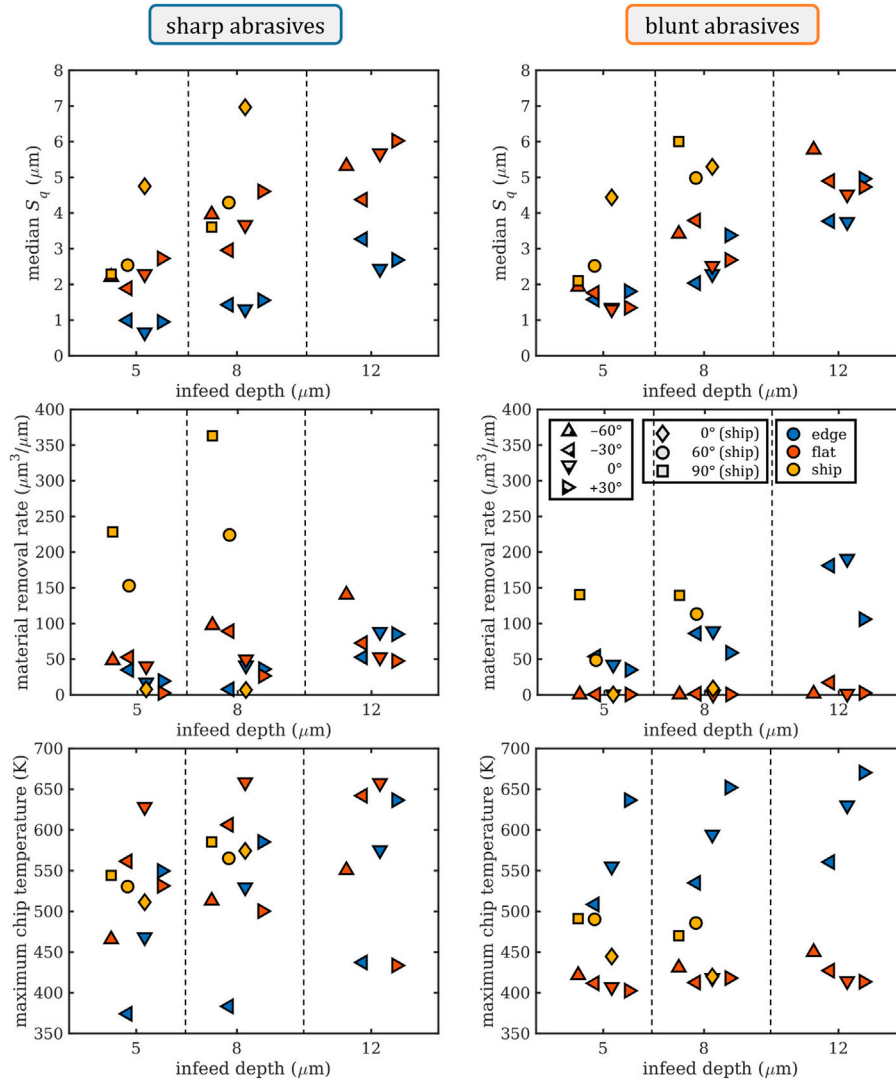 sharp abrasives
blunt abrasives
8
7
6
5
4
3
2
1
0
median S_q (μm)
5 8 12
infeed depth (μm)
8
7
6
5
4
3
2
1
0
median S_q (μm)
5 8 12
infeed depth (μm)
400
350
300
250
200
150
100
50
0
material removal rate (μm³/μm)
5 8 12
infeed depth (μm)
400
350
300
250
200
150
100
50
0
material removal rate (μm³/μm)
−60°
−30°
0°
+30°
0° (ship)
60° (ship)
90° (ship)
edge
flat
ship
5 8 12
infeed depth (μm)
700
650
600
550
500
450
400
350
maximum chip temperature (K)
5 8 12
infeed depth (μm)
700
650
600
550
500
450
400
350
maximum chip temperature (K)
5 8 12
infeed depth (μm)